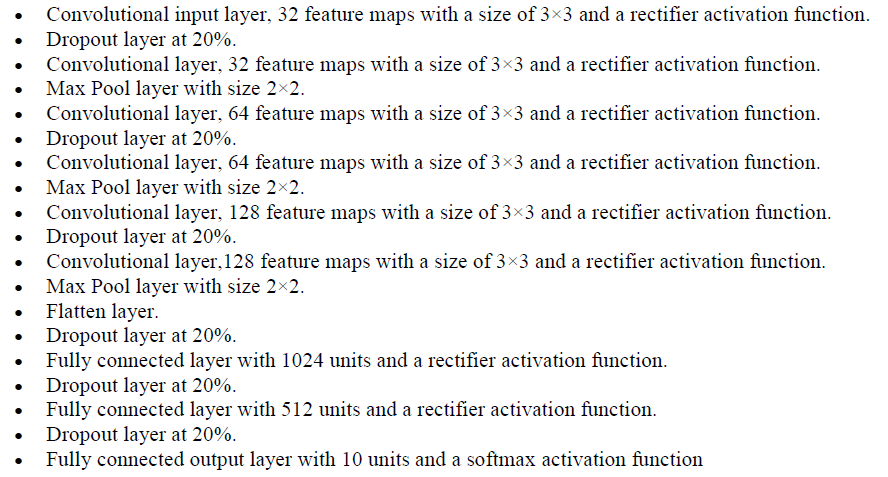 • Convolutional input layer, 32 feature maps with a size of 3×3 and a rectifier activation function.
• Dropout layer at 20%.
• Convolutional layer, 32 feature maps with a size of 3×3 and a rectifier activation function.
• Max Pool layer with size 2×2.
• Convolutional layer, 64 feature maps with a size of 3×3 and a rectifier activation function.
• Dropout layer at 20%.
• Convolutional layer, 64 feature maps with a size of 3×3 and a rectifier activation function.
• Max Pool layer with size 2×2.
• Convolutional layer, 128 feature maps with a size of 3×3 and a rectifier activation function.
• Dropout layer at 20%.
• Convolutional layer,128 feature maps with a size of 3×3 and a rectifier activation function.
• Max Pool layer with size 2×2.
• Flatten layer.
• Dropout layer at 20%.
• Fully connected layer with 1024 units and a rectifier activation function.
• Dropout layer at 20%.
• Fully connected layer with 512 units and a rectifier activation function.
• Dropout layer at 20%.
• Fully connected output layer with 10 units and a softmax activation function